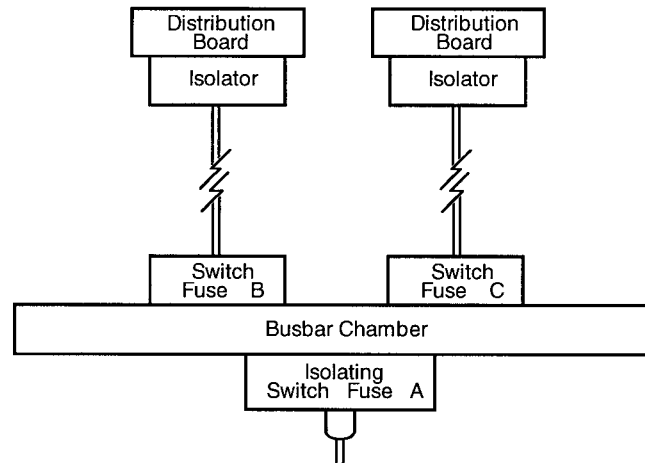 Distribution
Board
Distribution
Board
Isolator
Isolator
Switch
Fuse B
Switch
Fuse C
Busbar Chamber
Isolating
Switch Fuse A